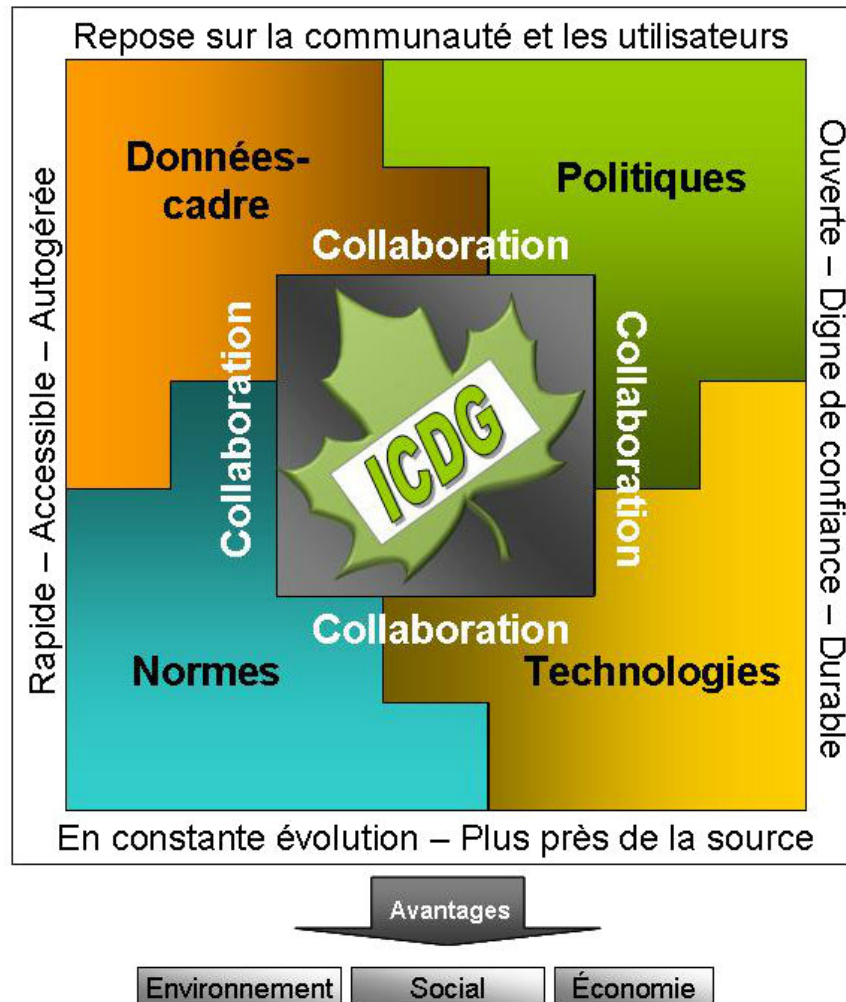 Repose sur la communauté et les utilisateurs
Données-
cadre
Politiques
Collaboration
Rapide – Accessible – Autogérée
Collaboration
ICDG
Collaboration
Ouverte – Digne de confiance – Durable
Collaboration
Normes
Technologies
En constante évolution – Plus près de la source
Avantages
Environnement
Social
Économie